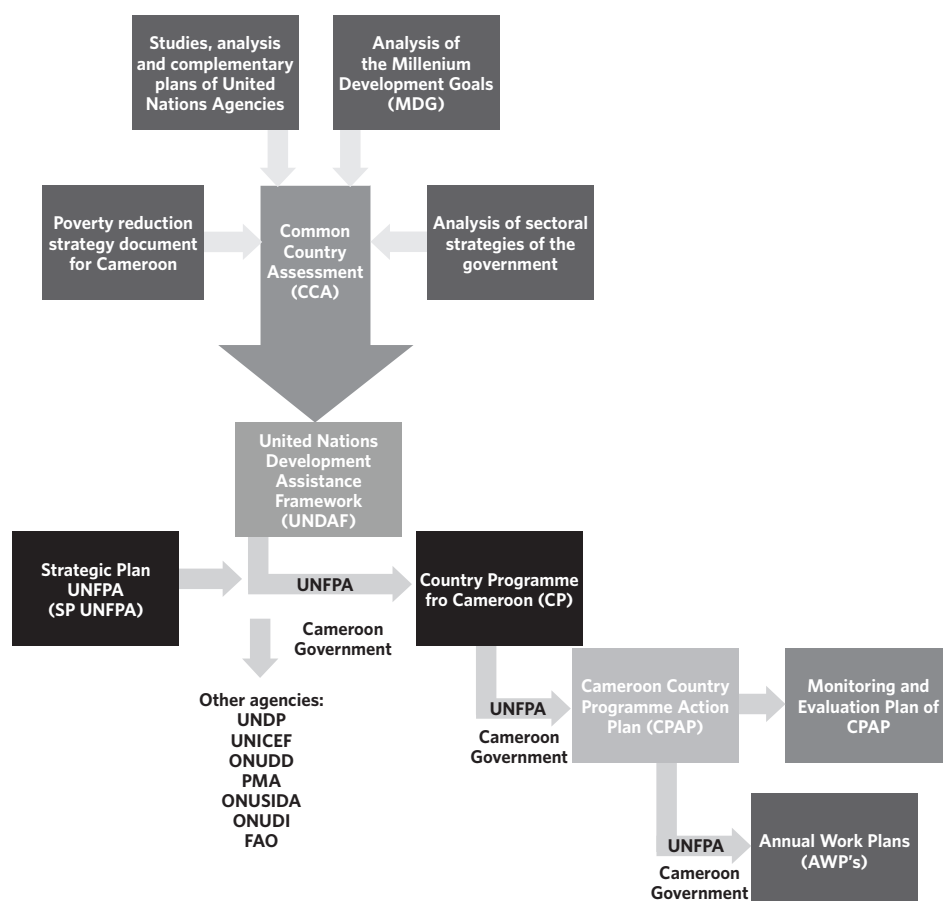 Studies, analysis
and complementary
plans of United
Nations Agencies
Analysis of
the Millenium
Development Goals
(MDG)
Poverty reduction
strategy document
for Cameroon
Common
Country
Assessment
(CCA)
Analysis of sectoral
strategies of the
government
United Nations
Development
Assistance
Framework
(UNDAF)
Strategic Plan
UNFPA
(SP UNFPA)
UNFPA
Cameroon
Government
Country Programme
fro Cameroon (CP)
Other agencies:
UNDP
UNICEF
ONUDD
PMA
ONUSIDA
ONUDI
FAO
UNFPA
Cameroon
Government
Cameroon Country
Programme Action
Plan (CPAP)
Monitoring and
Evaluation Plan of
CPAP
UNFPA
Cameroon
Government
Annual Work Plans
(AWP's)